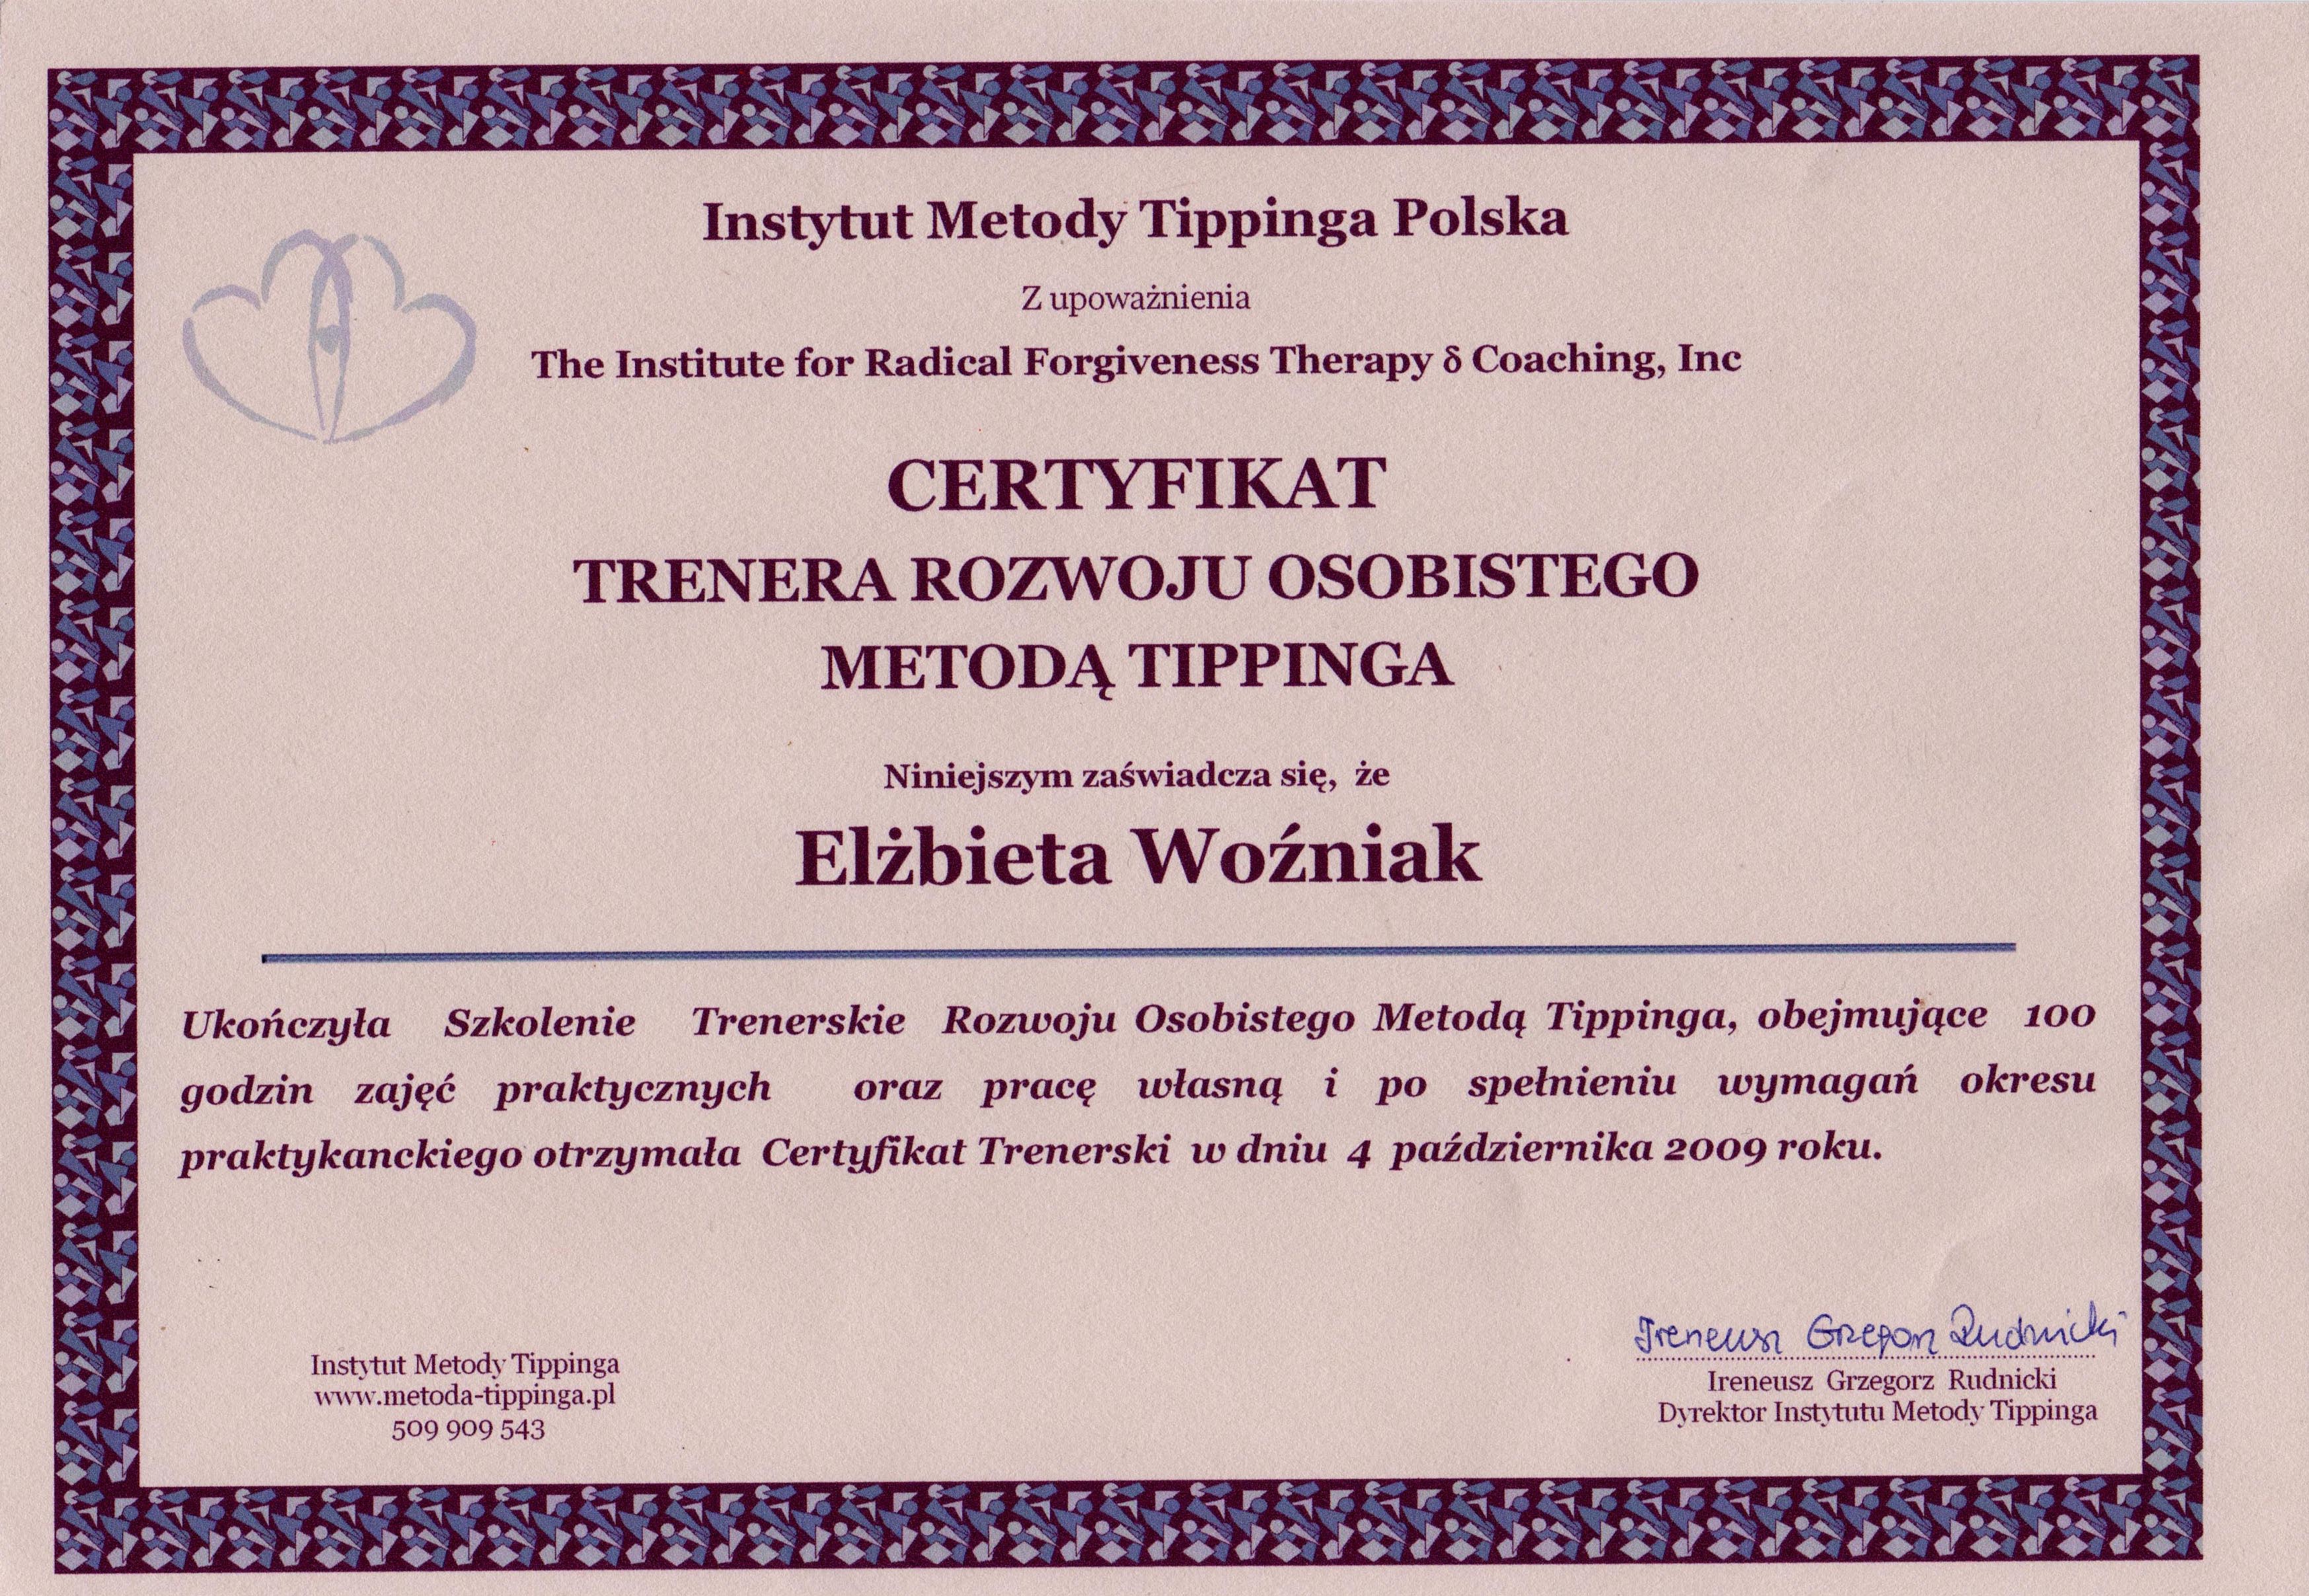 Instytut Metody Tippinga Polska
Z upoważnienia
The Institute for Radical Forgiveness Therapy δ Coaching, Inc
CERTYFIKAT
TRENERA ROZWOJU OSOBISTEGO
METODĄ TIPPINGA
Niniejszym zaświadcza się, że
Elżbieta Woźniak
Ukończyła Szkolenie Trenerskie Rozwoju Osobistego Metodą Tippinga, obejmujące 100
godzin zajęć praktycznych oraz pracę własną i po spełnieniu wymagań okresu
praktykanckiego otrzymała Certyfikat Trenerski w dniu 4 października 2009 roku.
Instytut Metody Tippinga
www.metoda-tippinga.pl
509 909 543
Ireneusz Grzegorz Rudnicki
Ireneusz Grzegorz Rudnicki
Dyrektor Instytutu Metody Tippinga